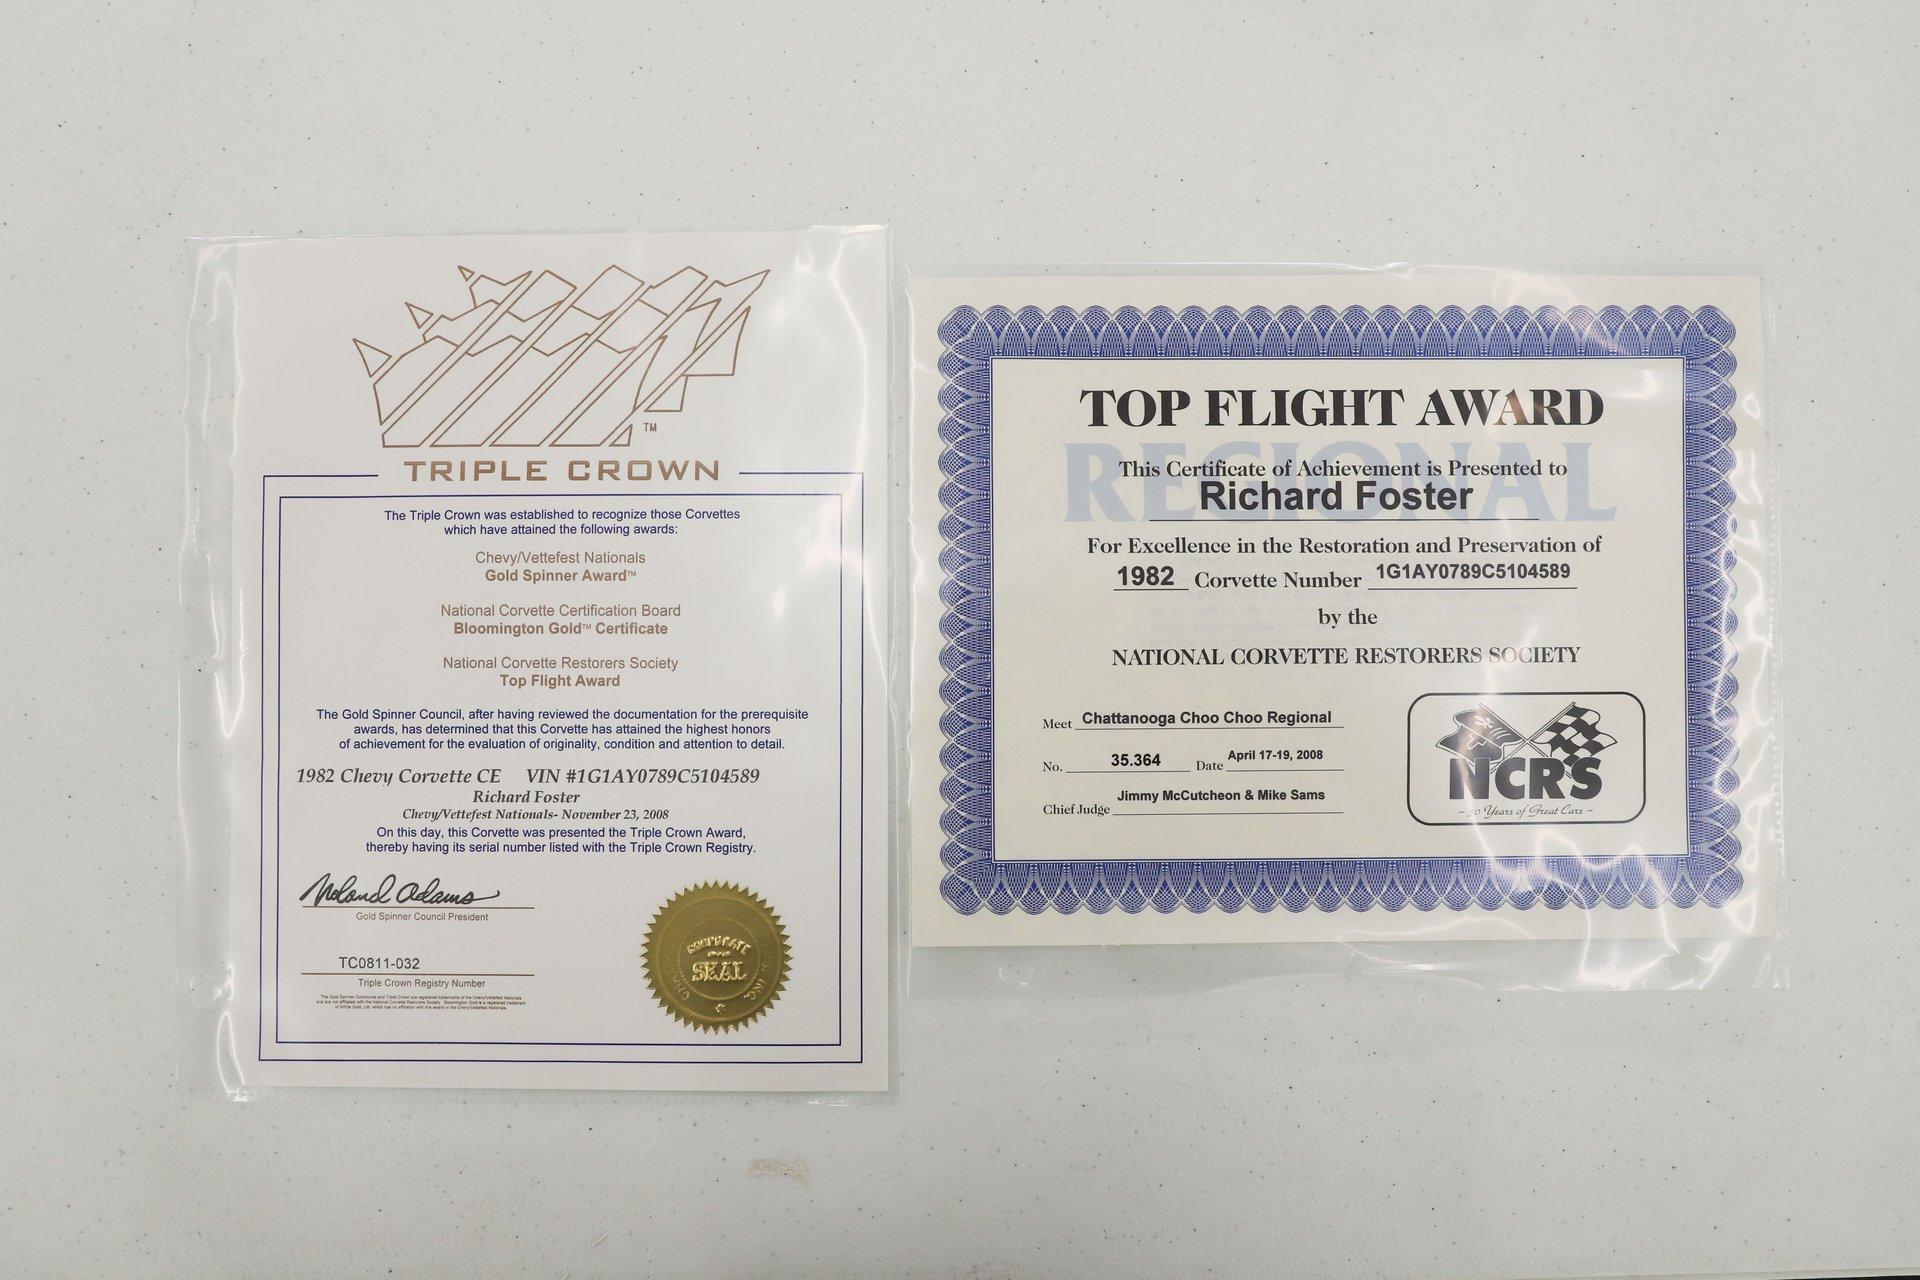 TM
TRIPLE CROWN
The Triple Crown was established to recognize those Corvettes
which have attained the following awards:
Chevy/Vettefest Nationals
Gold Spinner Award™
National Corvette Certification Board
Bloomington Gold™ Certificate
National Corvette Restorers Society
Top Flight Award
The Gold Spinner Council, after having reviewed the documentation for the prerequisite
awards, has determined that this Corvette has attained the highest honors
of achievement for the evaluation of originality, condition and attention to detail.
1982 Chevy Corvette CE VIN #1G1AY0789C5104589
Richard Foster
Chevy/Vettefest Nationals- November 23, 2008
On this day, this Corvette was presented the Triple Crown Award,
thereby having its serial number listed with the Triple Crown Registry.
Noland Adams
Gold Spinner Council President
TC0811-032
Triple Crown Registry Number
CORPORATE
SEAL
TOP FLIGHT AWARD
REGIONAL
This Certificate of Achievement is Presented to
Richard Foster
For Excellence in the Restoration and Preservation of
1982 Corvette Number 1G1AY0789C5104589
by the
NATIONAL CORVETTE RESTORERS SOCIETY
Meet Chattanooga Choo Choo Regional
No. 35.364 Date April 17-19, 2008
Chief Judge Jimmy McCutcheon & Mike Sams
NCRS
Years of Great Cars ~